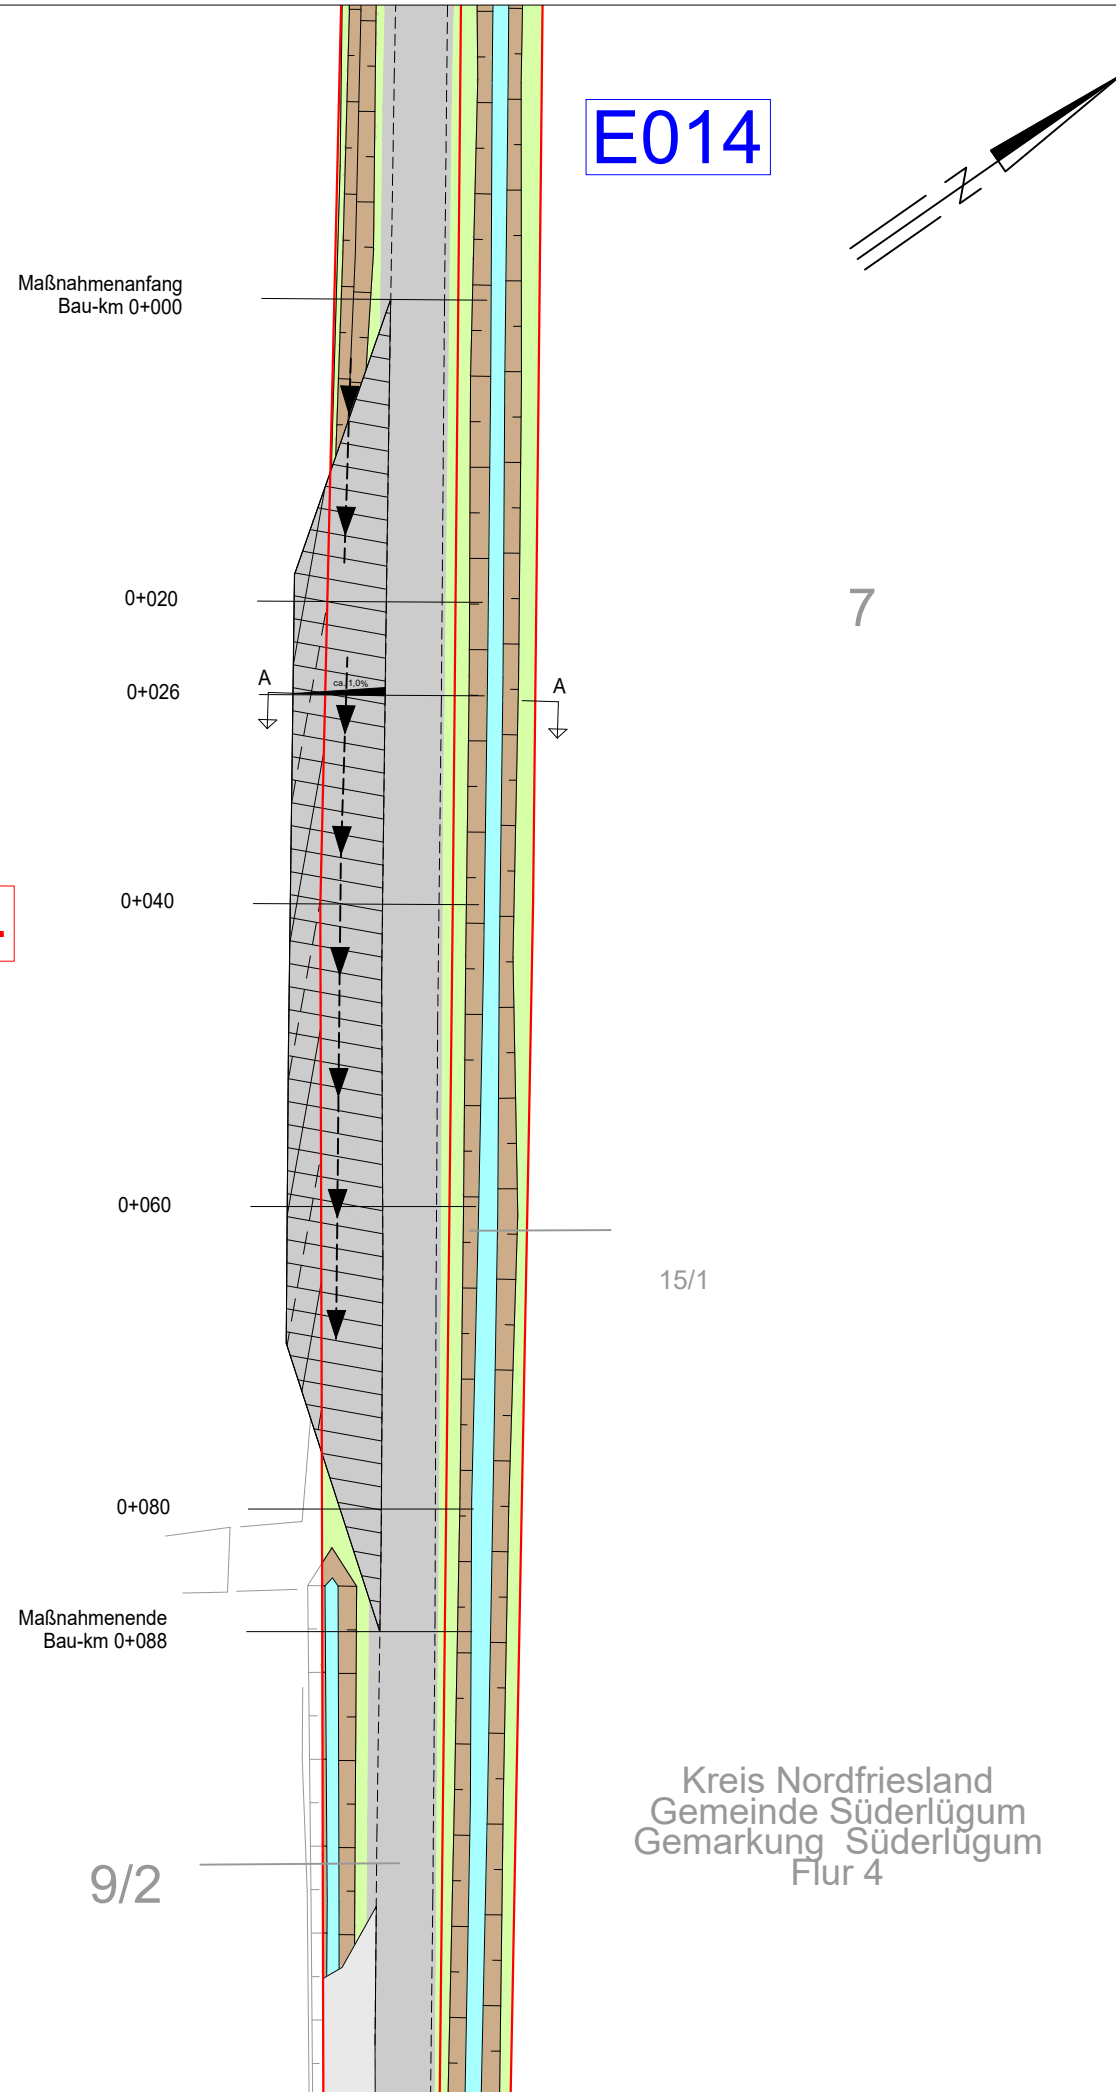 E014
N
Maßnahmenanfang
Bau-km 0+000
0+020
7
A
A
0+026
ca. 1,0%
0+040
0+060
15/1
0+080
Maßnahmenende
Bau-km 0+088
Kreis Nordfriesland
Gemeinde Süderlügum
Gemarkung Süderlügum
Flur 4
9/2